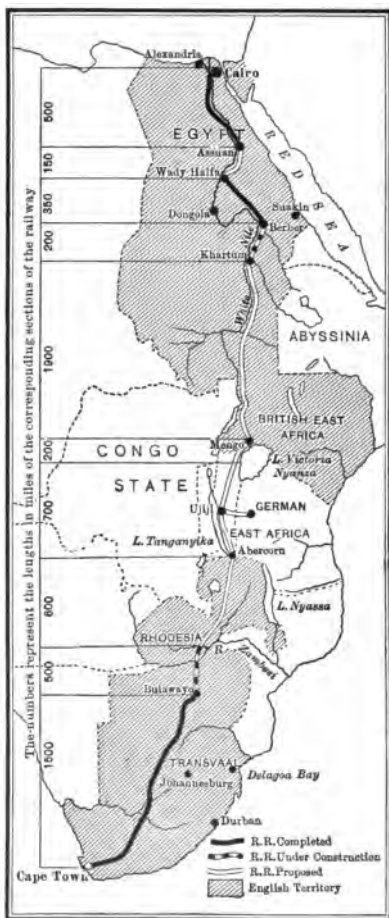 Alexandria
Cairo
EGYPT
RED SEA
Assuan
Wady Halfa
Dongola
Suakin
Berber
Nile
Khartum
White
ABYSSINIA
BRITISH EAST
AFRICA
Mengo
CONGO
STATE
L. Victoria
Nyanza
Ujiji
GERMAN
EAST AFRICA
L. Tanganyika
Abercorn
L. Nyassa
RHODESIA
R.
Zambesi
Bulawayo
TRANSVAAL
Johannesburg
Delagoa Bay
Durban
Cape Town
500
150
350
200
1900
200
700
600
500
1500
The numbers represent the lengths in miles of the corresponding sections of the railway
R.R. Completed
R.R. Under Construction
R.R. Proposed
English Territory